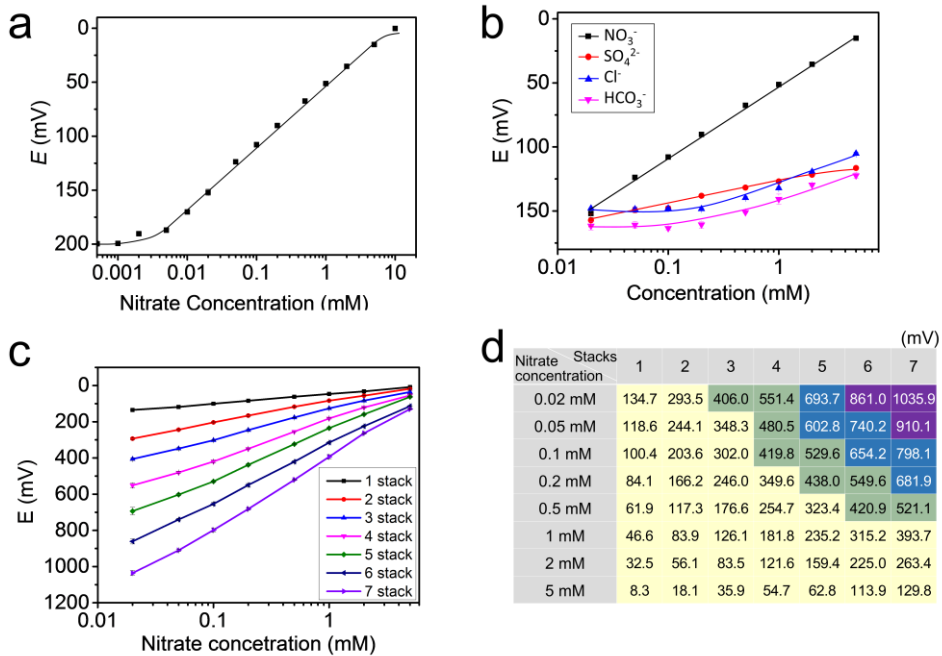 a
0
50
100
150
200
E (mV)
0.001
0.01
0.1
1
10
Nitrate Concentration (mM)
b
NO₃⁻
SO₄²⁻
Cl⁻
HCO₃⁻
0
50
100
150
E (mV)
0.01
0.1
1
Concentration (mM)
c
0
200
400
600
800
1000
1200
E (mV)
1 stack
2 stack
3 stack
4 stack
5 stack
6 stack
7 stack
0.1
1
Nitrate concetration (mM)
d
(mV)
Nitrate concentration Stacks 1 2 3 4 5 6 7
0.02 mM 134.7 293.5 406.0 551.4 693.7 861.0 1035.9
0.05 mM 118.6 244.1 348.3 480.5 602.8 740.2 910.1
0.1 mM 100.4 203.6 302.0 419.8 529.6 654.2 798.1
0.2 mM 84.1 166.2 246.0 349.6 438.0 549.6 681.9
0.5 mM 61.9 117.3 176.6 254.7 323.4 420.9 521.1
1 mM 46.6 83.9 126.1 181.8 235.2 315.2 393.7
2 mM 32.5 56.1 83.5 121.6 159.4 225.0 263.4
5 mM 8.3 18.1 35.9 54.7 62.8 113.9 129.8